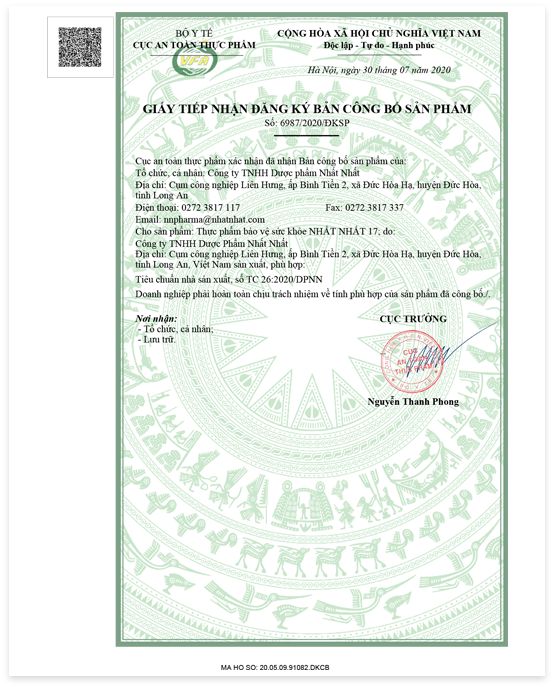 BỘ Y TẾ
CỤC AN TOÀN THỰC PHẨM
VFA
CỘNG HÒA XÃ HỘI CHỦ NGHĨA VIỆT NAM
Độc lập - Tự do - Hạnh phúc
Hà Nội, ngày 30 tháng 07 năm 2020
GIẤY TIẾP NHẬN ĐĂNG KÝ BẢN CÔNG BỐ SẢN PHẨM
Số: 6987/2020/ĐKSP
Cục an toàn thực phẩm xác nhận đã nhận Bản công bố sản phẩm của:
Tổ chức, cá nhân: Công ty TNHH Dược phẩm Nhất Nhất
Địa chỉ: Cụm công nghiệp Liên Hưng, ấp Bình Tiền 2, xã Đức Hòa Hạ, huyện Đức Hòa,
tỉnh Long An
Điện thoại: 0272 3817 117 Fax: 0272 3817 337
Email: nnpharma@nhatnhat.com
Cho sản phẩm: Thực phẩm bảo vệ sức khỏe NHẤT NHẤT 17; do:
Công ty TNHH Dược Phẩm Nhất Nhất
Địa chỉ: Cụm công nghiệp Liên Hưng, ấp Bình Tiền 2, xã Đức Hòa Hạ, huyện Đức Hòa,
tỉnh Long An, Việt Nam sản xuất, phù hợp:
Tiêu chuẩn nhà sản xuất, số TC 26:2020/DPNN
Doanh nghiệp phải hoàn toàn chịu trách nhiệm về tính phù hợp của sản phẩm đã công bố./.
Nơi nhận:
- Tổ chức, cá nhân;
- Lưu trữ.
CỤC TRƯỞNG
CỤC
AN TOÀN
THỰC PHẨM
Nguyễn Thanh Phong
MA HO SO: 20.05.09.91082.DKCB